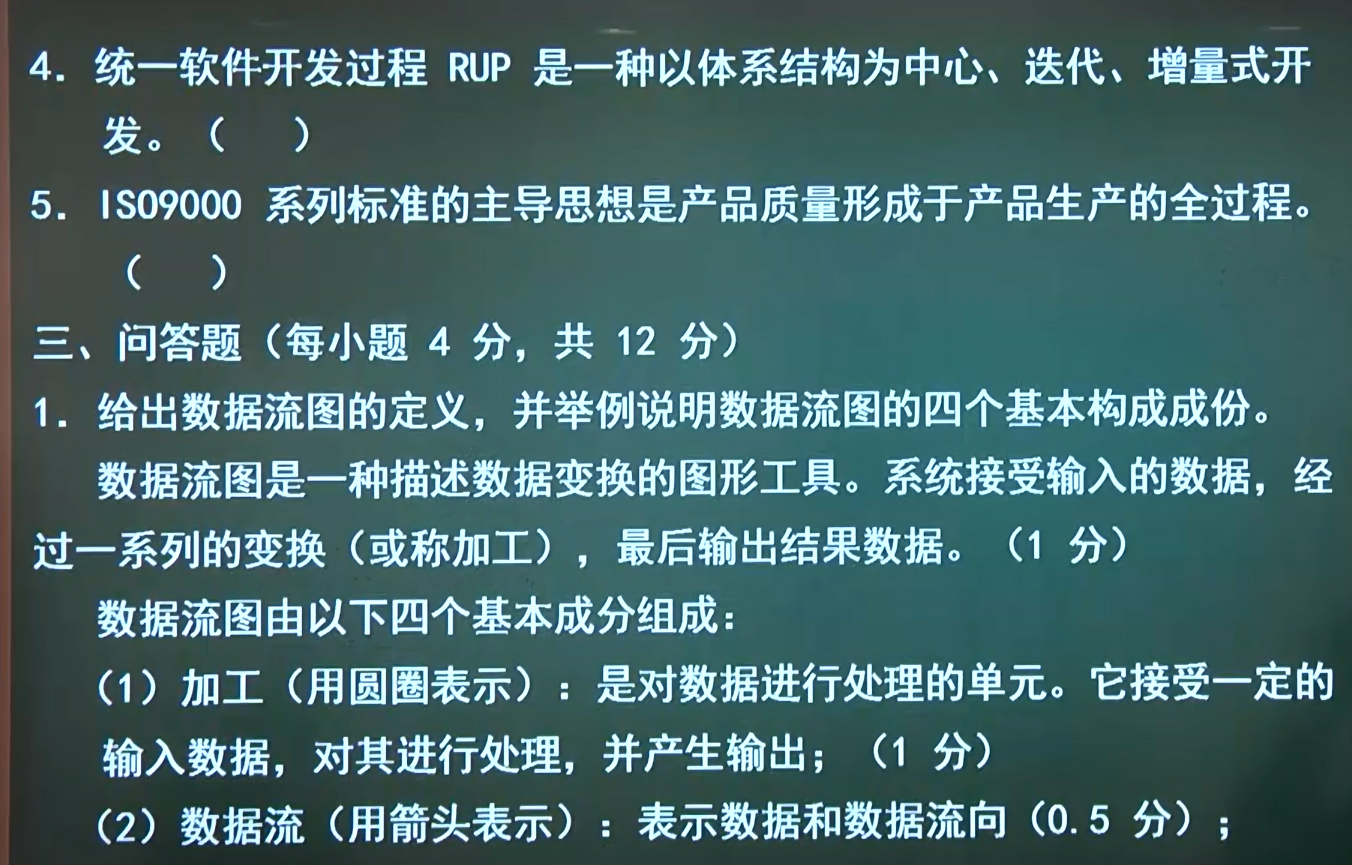 4. 统一软件开发过程 RUP 是一种以体系结构为中心、迭代、增量式开
发。（ ）
5. ISO9000 系列标准的主导思想是产品质量形成于产品生产的全过程。
（ ）
三、问答题（每小题 4 分，共 12 分）
1. 给出数据流图的定义，并举例说明数据流图的四个基本构成成份。
数据流图是一种描述数据变换的图形工具。系统接受输入的数据，经
过一系列的变换（或称加工），最后输出结果数据。（1 分）
数据流图由以下四个基本成分组成：
（1）加工（用圆圈表示）：是对数据进行处理的单元。它接受一定的
输入数据，对其进行处理，并产生输出；（1 分）
（2）数据流（用箭头表示）：表示数据和数据流向（0.5 分）；